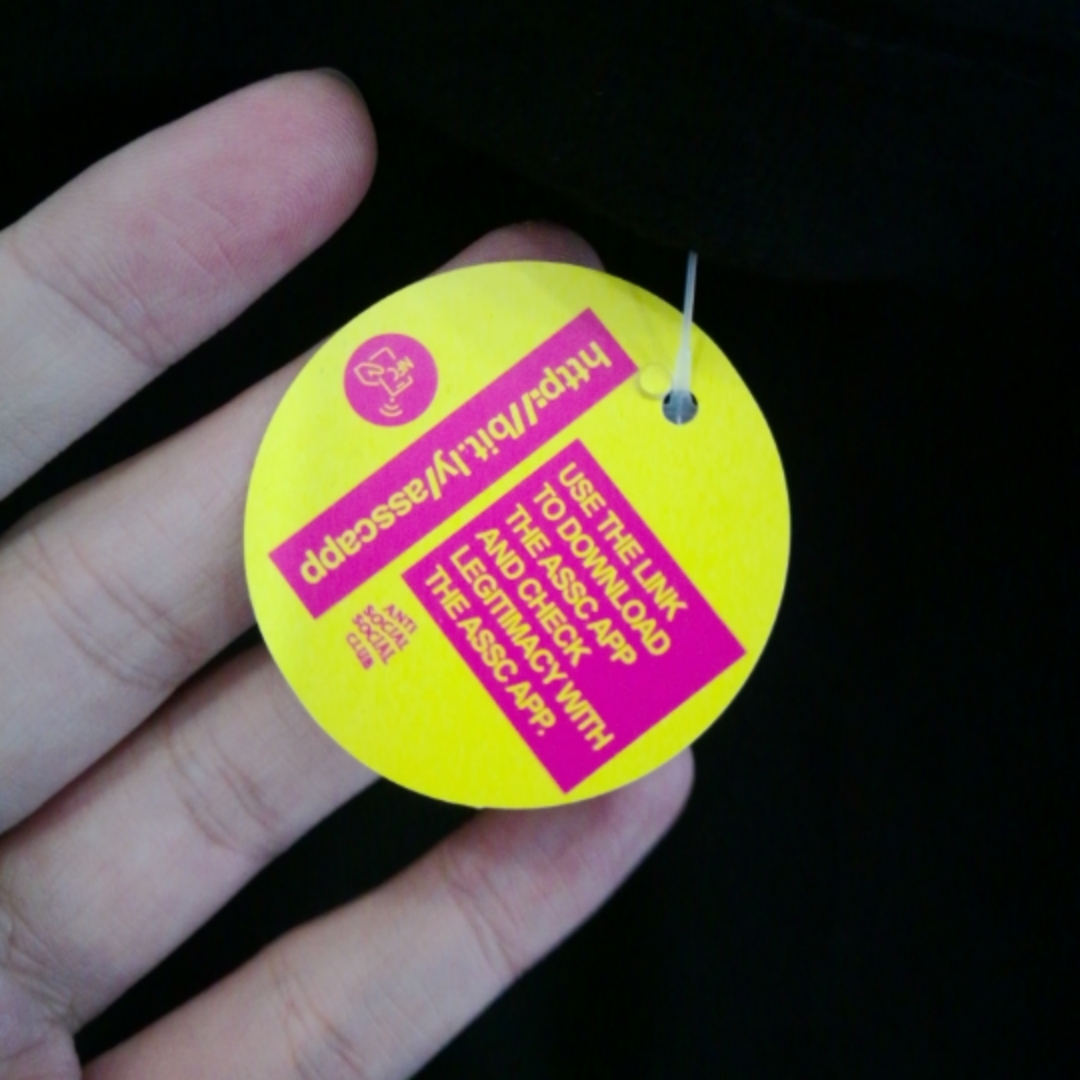 USE THE LINK
TO DOWNLOAD
THE ASSC APP
AND CHECK
LEGITIMACY WITH
THE ASSC APP.
http://bit.ly/asscapp
ANTI
SOCIAL
SOCIAL
CLUB
NFC